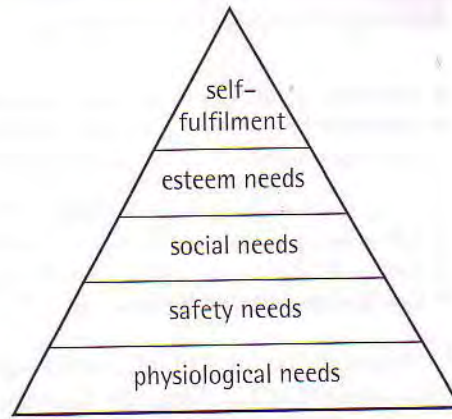 self-
fulfilment
esteem needs
social needs
safety needs
physiological needs